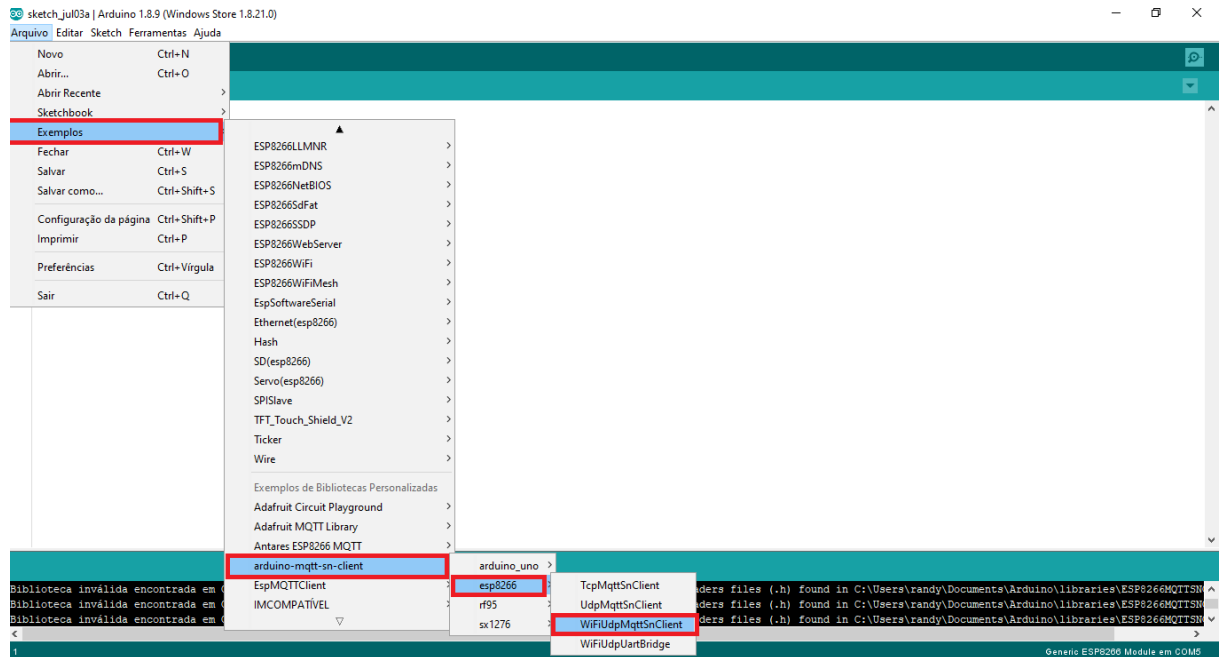 sketch_jul03a | Arduino 1.8.9 (Windows Store 1.8.21.0)
Arquivo Editar Sketch Ferramentas Ajuda
Novo Ctrl+N
Abrir... Ctrl+O
Abrir Recente
Sketchbook
Exemplos
Fechar Ctrl+W
Salvar Ctrl+S
Salvar como... Ctrl+Shift+S
Configuração da página Ctrl+Shift+P
Imprimir Ctrl+P
Preferências Ctrl+Vírgula
Sair Ctrl+Q
ESP8266LLMNR
ESP8266mDNS
ESP8266NetBIOS
ESP8266SdFat
ESP8266SSDP
ESP8266WebServer
ESP8266WiFi
ESP8266WiFiMesh
EspSoftwareSerial
Ethernet(esp8266)
Hash
SD(esp8266)
Servo(esp8266)
SPISlave
TFT_Touch_Shield_V2
Ticker
Wire
Exemplos de Bibliotecas Personalizadas
Adafruit Circuit Playground
Adafruit MQTT Library
Antares ESP8266 MQTT
arduino-mqtt-sn-client
EspMQTTClient
IMCOMPATÍVEL
arduino_uno
esp8266
rf95
sx1276
TcpMqttSnClient
UdpMqttSnClient
WiFiUdpMqttSnClient
WiFiUdpUartBridge
Biblioteca inválida encontrada em aders files (.h) found in C:\Users\randy\Documents\Arduino\libraries\ESP8266MQTTSN
Biblioteca inválida encontrada em aders files (.h) found in C:\Users\randy\Documents\Arduino\libraries\ESP8266MQTTSN
Biblioteca inválida encontrada em aders files (.h) found in C:\Users\randy\Documents\Arduino\libraries\ESP8266MQTTSN
1 Generic ESP8266 Module em COM5